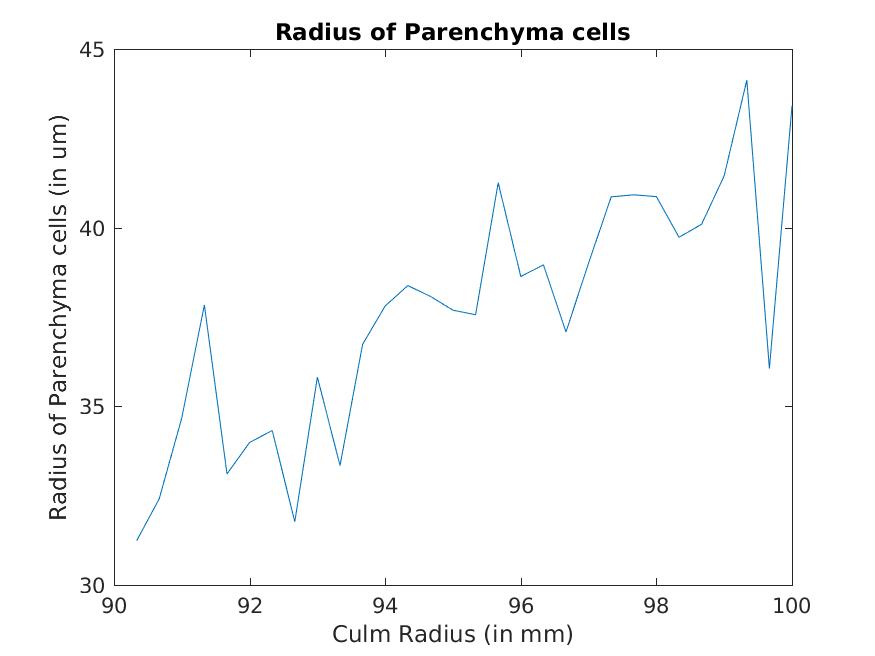 Radius of Parenchyma cells
45
40
35
30
Radius of Parenchyma cells (in um)
90 92 94 96 98 100
Culm Radius (in mm)